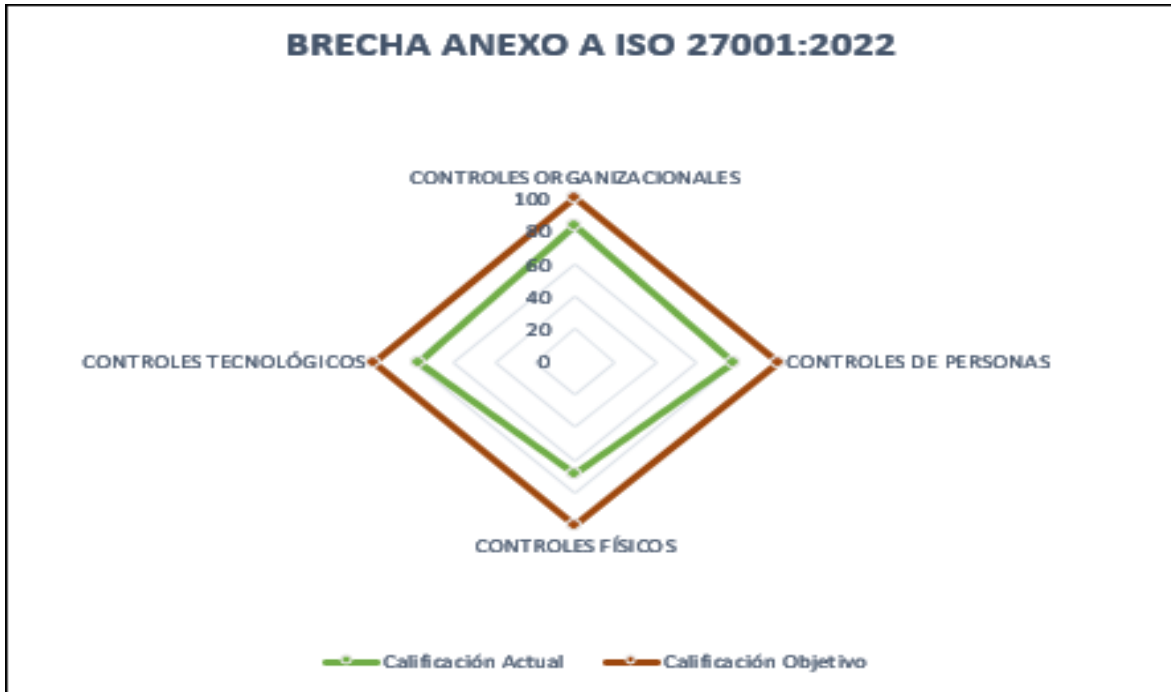 BRECHA ANEXO A ISO 27001:2022
CONTROLES ORGANIZACIONALES
100
80
60
40
20
0
CONTROLES TECNOLÓGICOS
CONTROLES DE PERSONAS
CONTROLES FÍSICOS
Calificación Actual
Calificación Objetivo